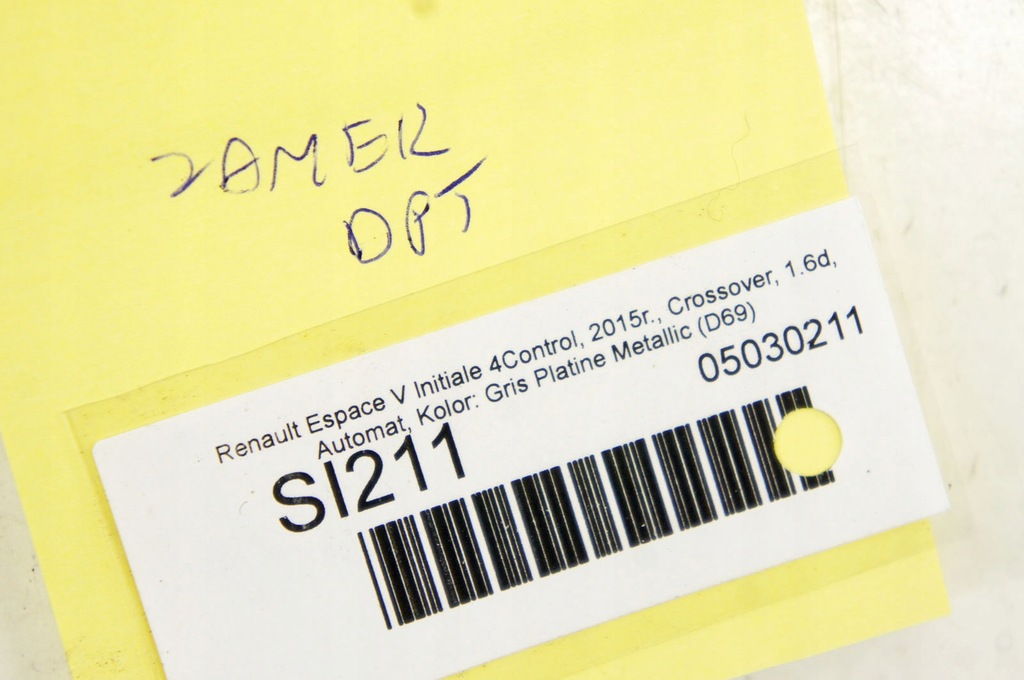 ZAMEK
DPT
Renault Espace V Initiale 4Control, 2015r., Crossover, 1.6d,
Automat, Kolor: Gris Platine Metallic (D69)
05030211
SI211